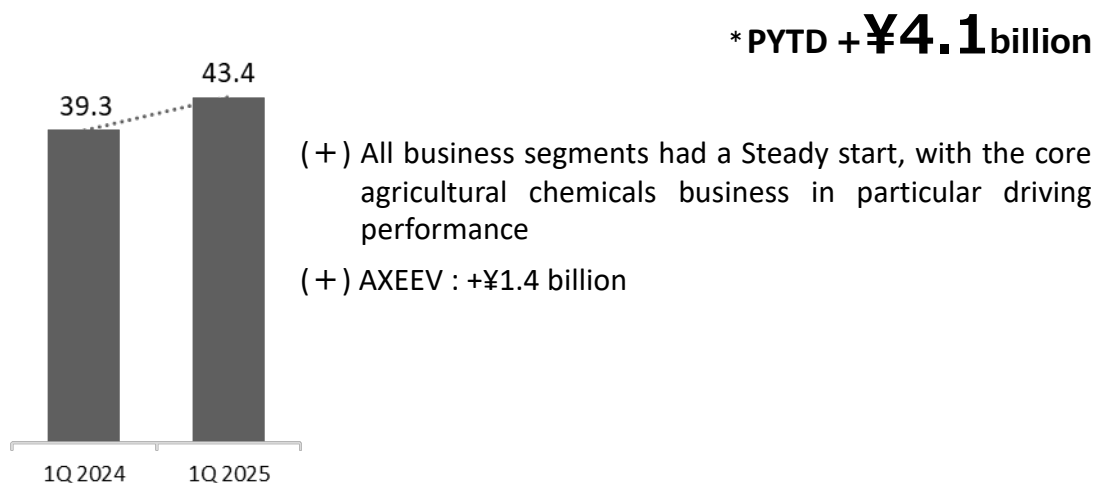 *PYTD +¥4.1billion
43.4
39.3
(+) All business segments had a Steady start, with the core
agricultural chemicals business in particular driving
performance
(+) AXEEV : +¥1.4 billion
1Q 2024 1Q 2025